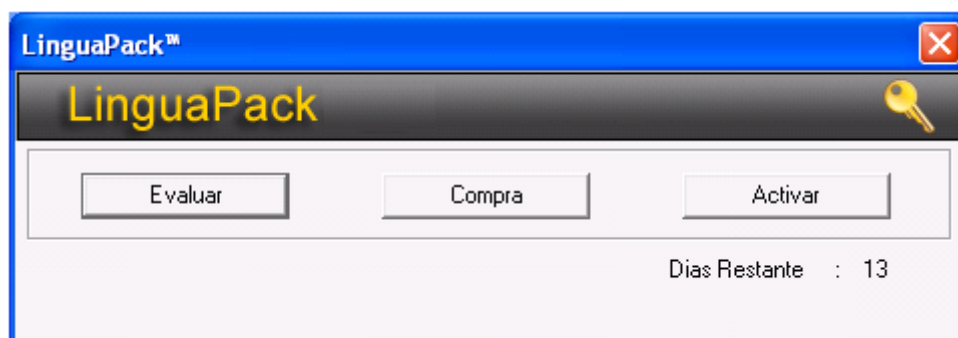 LinguaPack™
LinguaPack
Evaluar Compra Activar
Dias Restante : 13